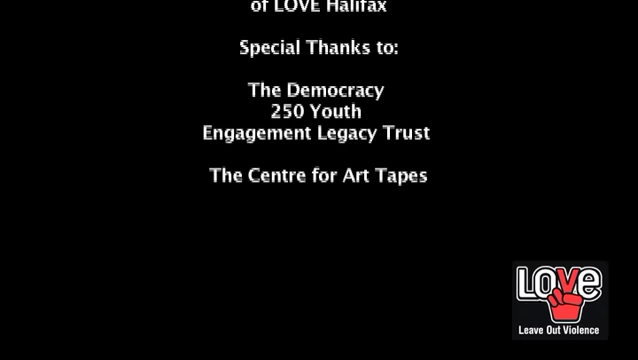 of LOVE Halifax
Special Thanks to:
The Democracy
250 Youth
Engagement Legacy Trust
The Centre for Art Tapes
LOVE
Leave Out Violence